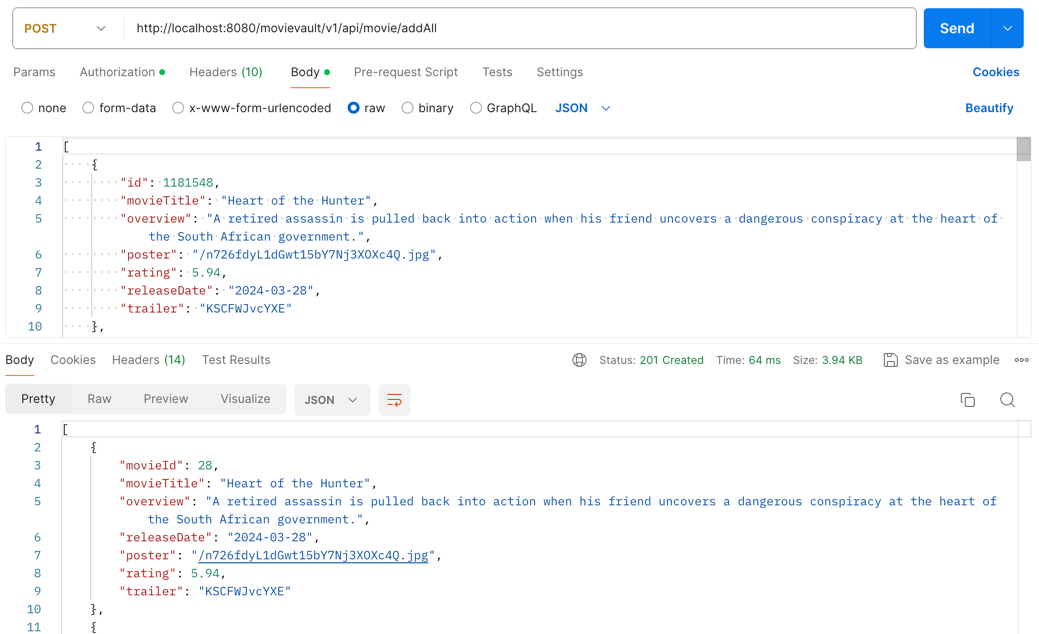 POST http://localhost:8080/movievault/v1/api/movie/addAll Send
Params Authorization Headers (10) Body Pre-request Script Tests Settings Cookies
none form-data x-www-form-urlencoded raw binary GraphQL JSON Beautify
1 [
2 {
3 "id": 1181548,
4 "movieTitle": "Heart of the Hunter",
5 "overview": "A retired assassin is pulled back into action when his friend uncovers a dangerous conspiracy at the heart of
the South African government.",
6 "poster": "/n726fdyL1dGwt15bY7Nj3XOXc4Q.jpg",
7 "rating": 5.94,
8 "releaseDate": "2024-03-28",
9 "trailer": "KSCFWJvcYXE"
10 },
Body Cookies Headers (14) Test Results Status: 201 Created Time: 64 ms Size: 3.94 KB Save as example
Pretty Raw Preview Visualize JSON
1 [
2 {
3 "movieId": 28,
4 "movieTitle": "Heart of the Hunter",
5 "overview": "A retired assassin is pulled back into action when his friend uncovers a dangerous conspiracy at the heart of
the South African government.",
6 "releaseDate": "2024-03-28",
7 "poster": "/n726fdyL1dGwt15bY7Nj3XOXc4Q.jpg",
8 "rating": 5.94,
9 "trailer": "KSCFWJvcYXE"
10 },
11 {